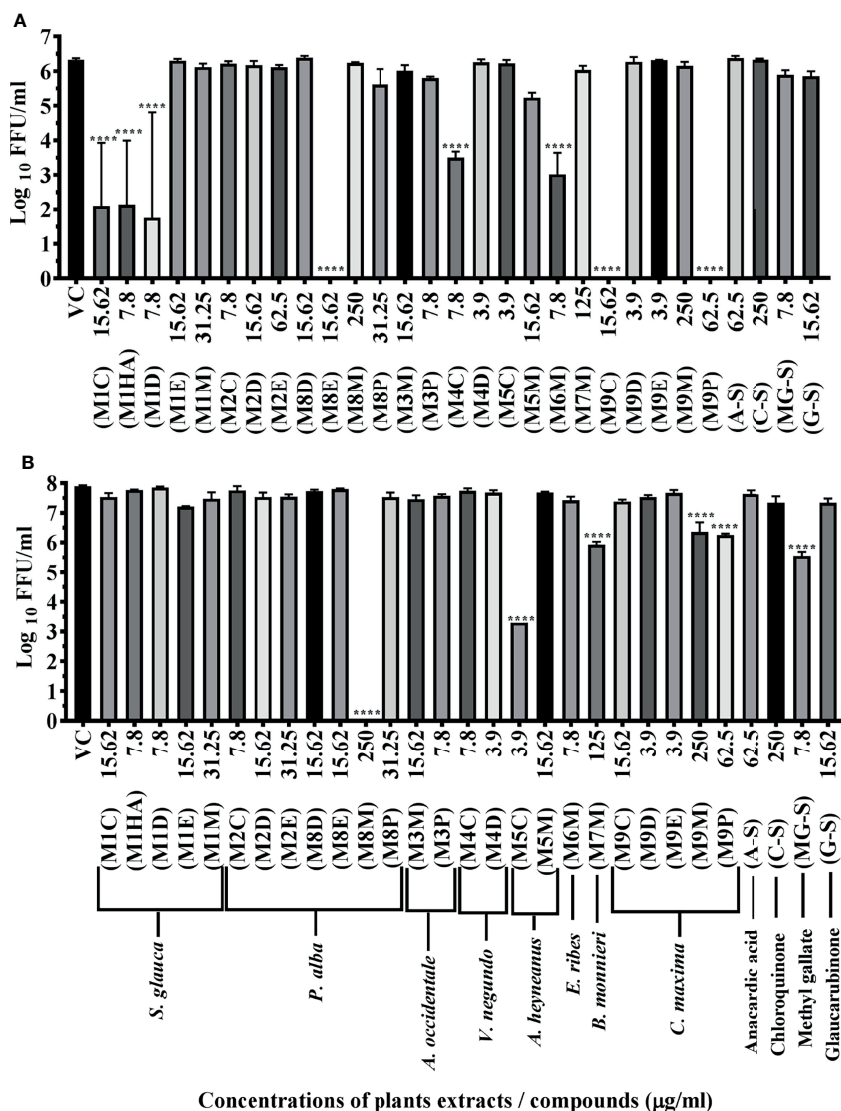 A
Log 10 FFU/ml
7
6
5
4
3
2
1
0
**** **** **** **** **** **** **** ****
VC 15.62 7.8 7.8 15.62 31.25 7.8 15.62 62.5 15.62 15.62 250 31.25 15.62 7.8 7.8 3.9 3.9 15.62 7.8 125 15.62 3.9 3.9 250 62.5 62.5 250 7.8 15.62
(M1C) (M1HA) (M1D) (M1E) (M1M) (M2C) (M2D) (M2E) (M8D) (M8E) (M8M) (M8P) (M3M) (M3P) (M4C) (M4D) (M5C) (M5M) (M6M) (M7M) (M9C) (M9D) (M9E) (M9M) (M9P) (A-S) (C-S) (MG-S) (G-S)
B
Log 10 FFU/ml
8
7
6
5
4
3
2
1
0
**** **** **** **** **** ****
VC 15.62 7.8 7.8 15.62 31.25 7.8 15.62 31.25 15.62 15.62 250 31.25 15.62 7.8 7.8 3.9 3.9 15.62 7.8 125 15.62 3.9 3.9 250 62.5 62.5 250 7.8 15.62
(M1C) (M1HA) (M1D) (M1E) (M1M) (M2C) (M2D) (M2E) (M8D) (M8E) (M8M) (M8P) (M3M) (M3P) (M4C) (M4D) (M5C) (M5M) (M6M) (M7M) (M9C) (M9D) (M9E) (M9M) (M9P) (A-S) (C-S) (MG-S) (G-S)
S. glauca
P. alba
A. occidentale
V. negundo
A. heyneanus
E. ribes
B. monnieri
C. maxima
Anacardic acid
Chloroquinone
Methyl gallate
Glaucarubinone
Concentrations of plants extracts / compounds (µg/ml)